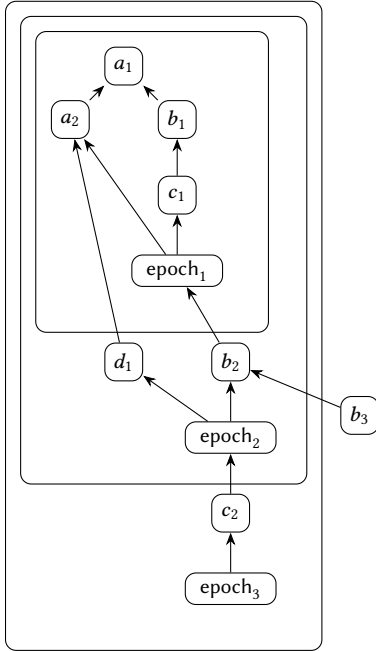 a₁
a₂
b₁
c₁
epoch₁
d₁
b₂
b₃
epoch₂
c₂
epoch₃